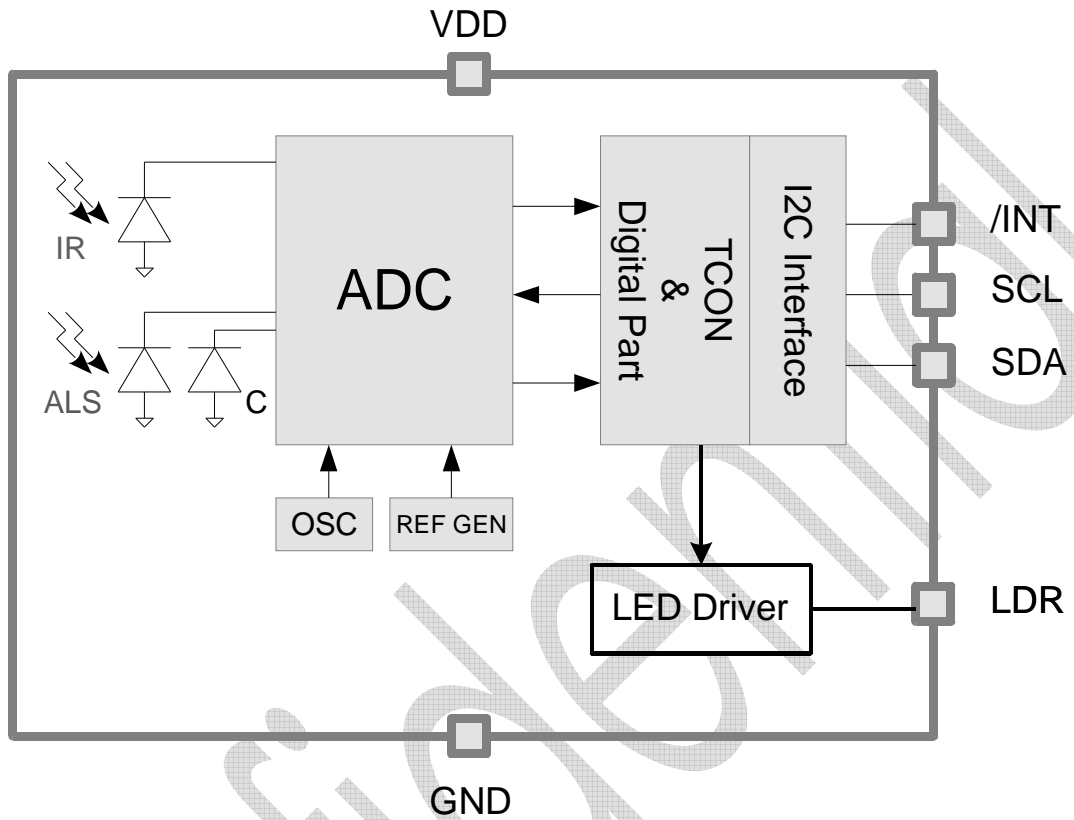 VDD
IR
ALS
C
ADC
OSC
REF GEN
Digital Part
&
TCON
I2C Interface
LED Driver
/INT
SCL
SDA
LDR
GND